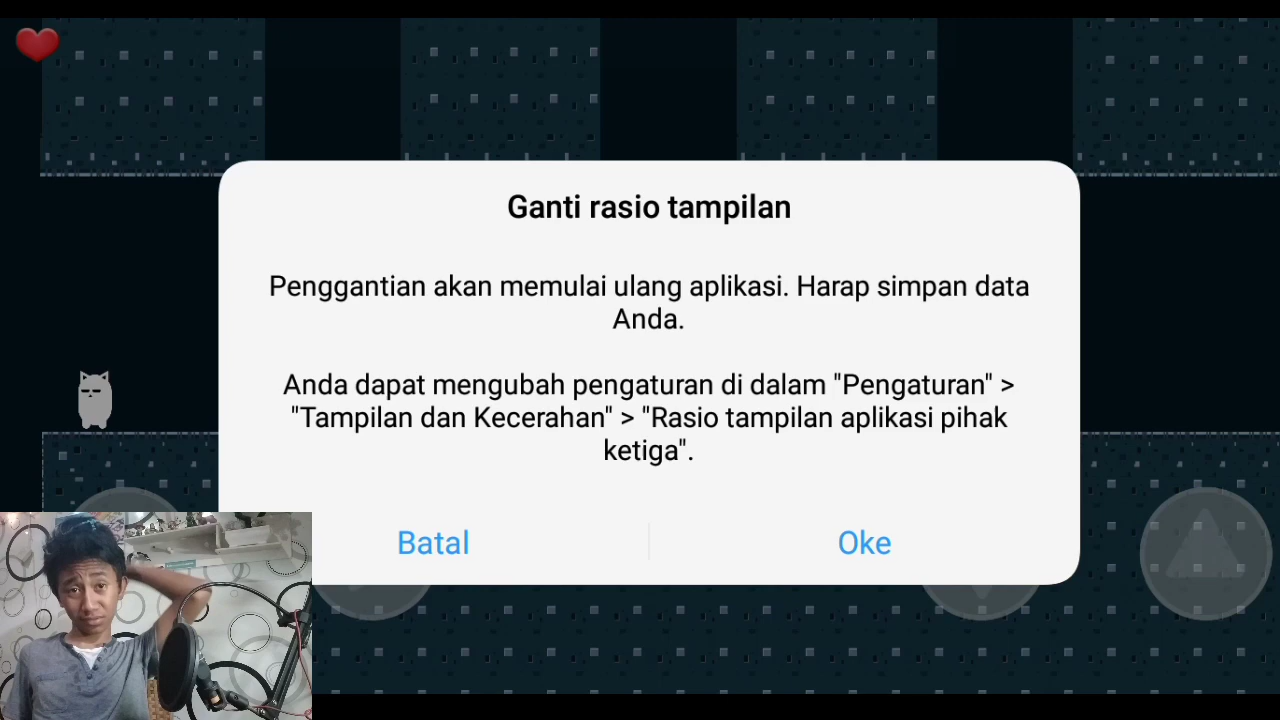 Ganti rasio tampilan
Penggantian akan memulai ulang aplikasi. Harap simpan data
Anda.
Anda dapat mengubah pengaturan di dalam "Pengaturan" >
"Tampilan dan Kecerahan" > "Rasio tampilan aplikasi pihak
ketiga".
Batal
Oke